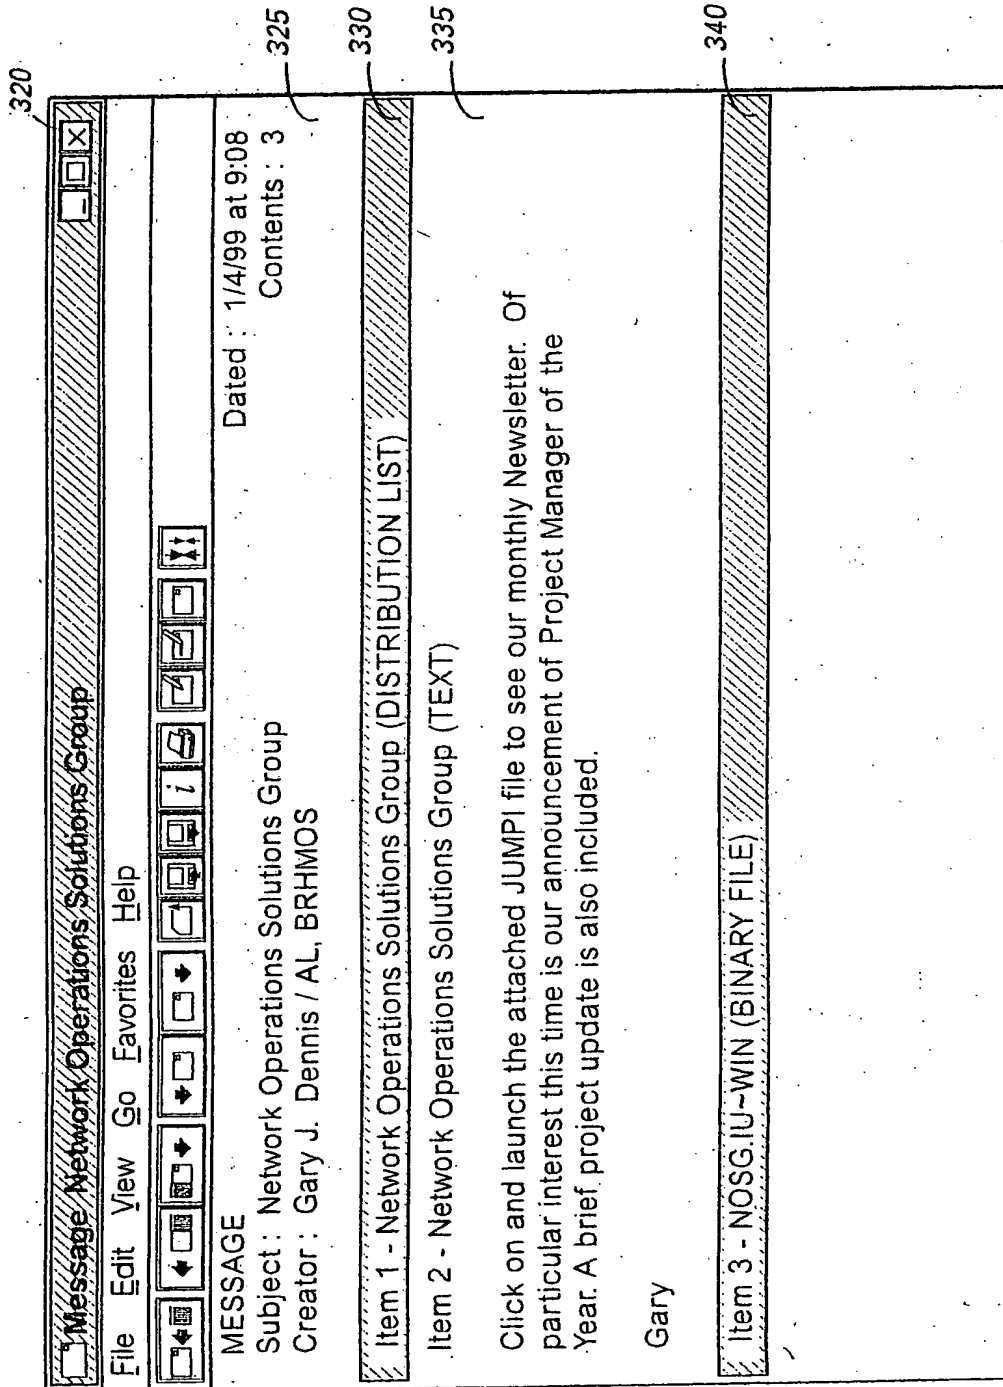 320
Message Network Operations Solutions Group
File Edit View Go Favorites Help
i
MESSAGE
Subject : Network Operations Solutions Group
Dated : 1/4/99 at 9:08
Creator : Gary J. Dennis / AL, BRHMOS
Contents : 3
325
Item 1 - Network Operations Solutions Group (DISTRIBUTION LIST)
330
Item 2 - Network Operations Solutions Group (TEXT)
335
Click on and launch the attached JUMPI file to see our monthly Newsletter. Of
particular interest this time is our announcement of Project Manager of the
Year. A brief project update is also included.
Gary
Item 3 - NOSG.IU~WIN (BINARY FILE)
340